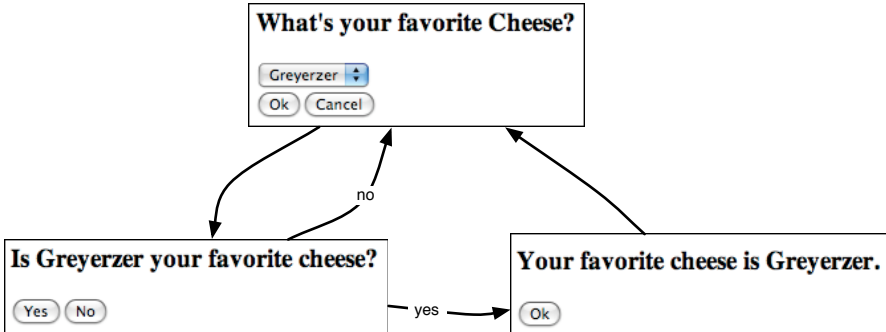 What's your favorite Cheese?
Greyerzer
Ok Cancel
no
Is Greyerzer your favorite cheese?
Yes No
yes
Your favorite cheese is Greyerzer.
Ok